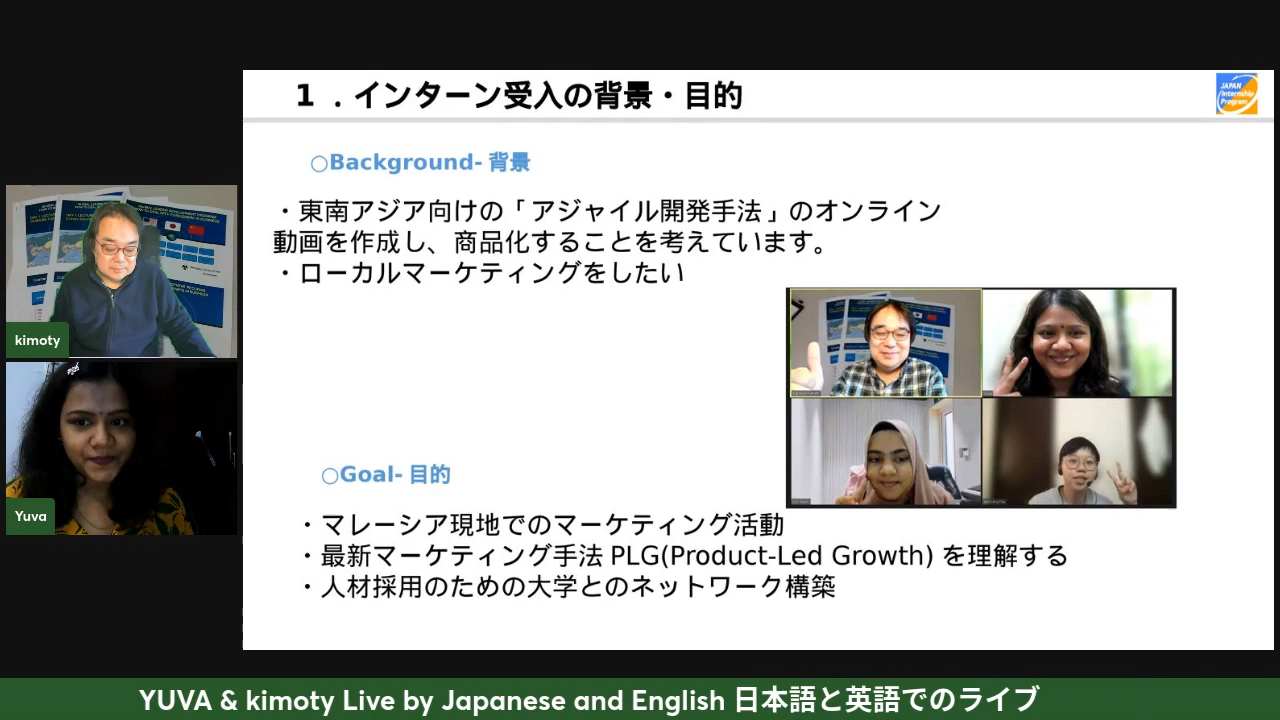 1 ．インターン受入の背景・目的
JAPAN
Internship
Program
○Background- 背景
・東南アジア向けの「アジャイル開発手法」のオンライン
動画を作成し、商品化することを考えています。
・ローカルマーケティングをしたい
kimoty
Yuva
○Goal- 目的
・マレーシア現地でのマーケティング活動
・最新マーケティング手法 PLG(Product-Led Growth) を理解する
・人材採用のための大学とのネットワーク構築
YUVA & kimoty Live by Japanese and English 日本語と英語でのライブ